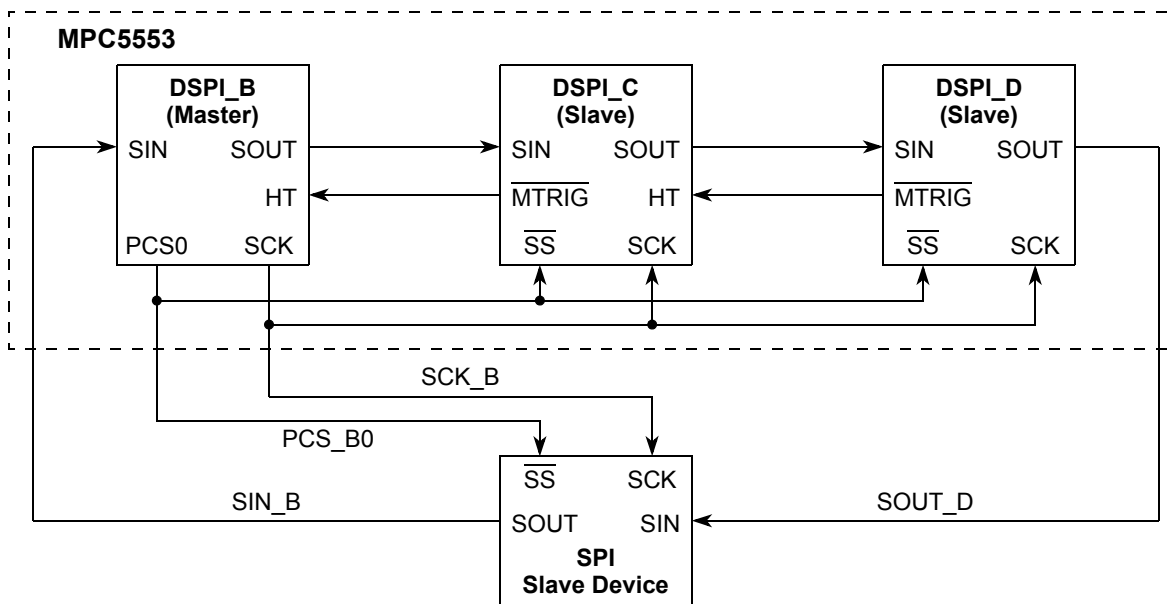 MPC5553
DSPI_B
(Master)
SIN SOUT
HT
PCS0 SCK
DSPI_C
(Slave)
SIN SOUT
MTRIG HT
SS SCK
DSPI_D
(Slave)
SIN SOUT
MTRIG
SS SCK
SCK_B
PCS_B0
SIN_B
SOUT_D
SS SCK
SOUT SIN
SPI
Slave Device